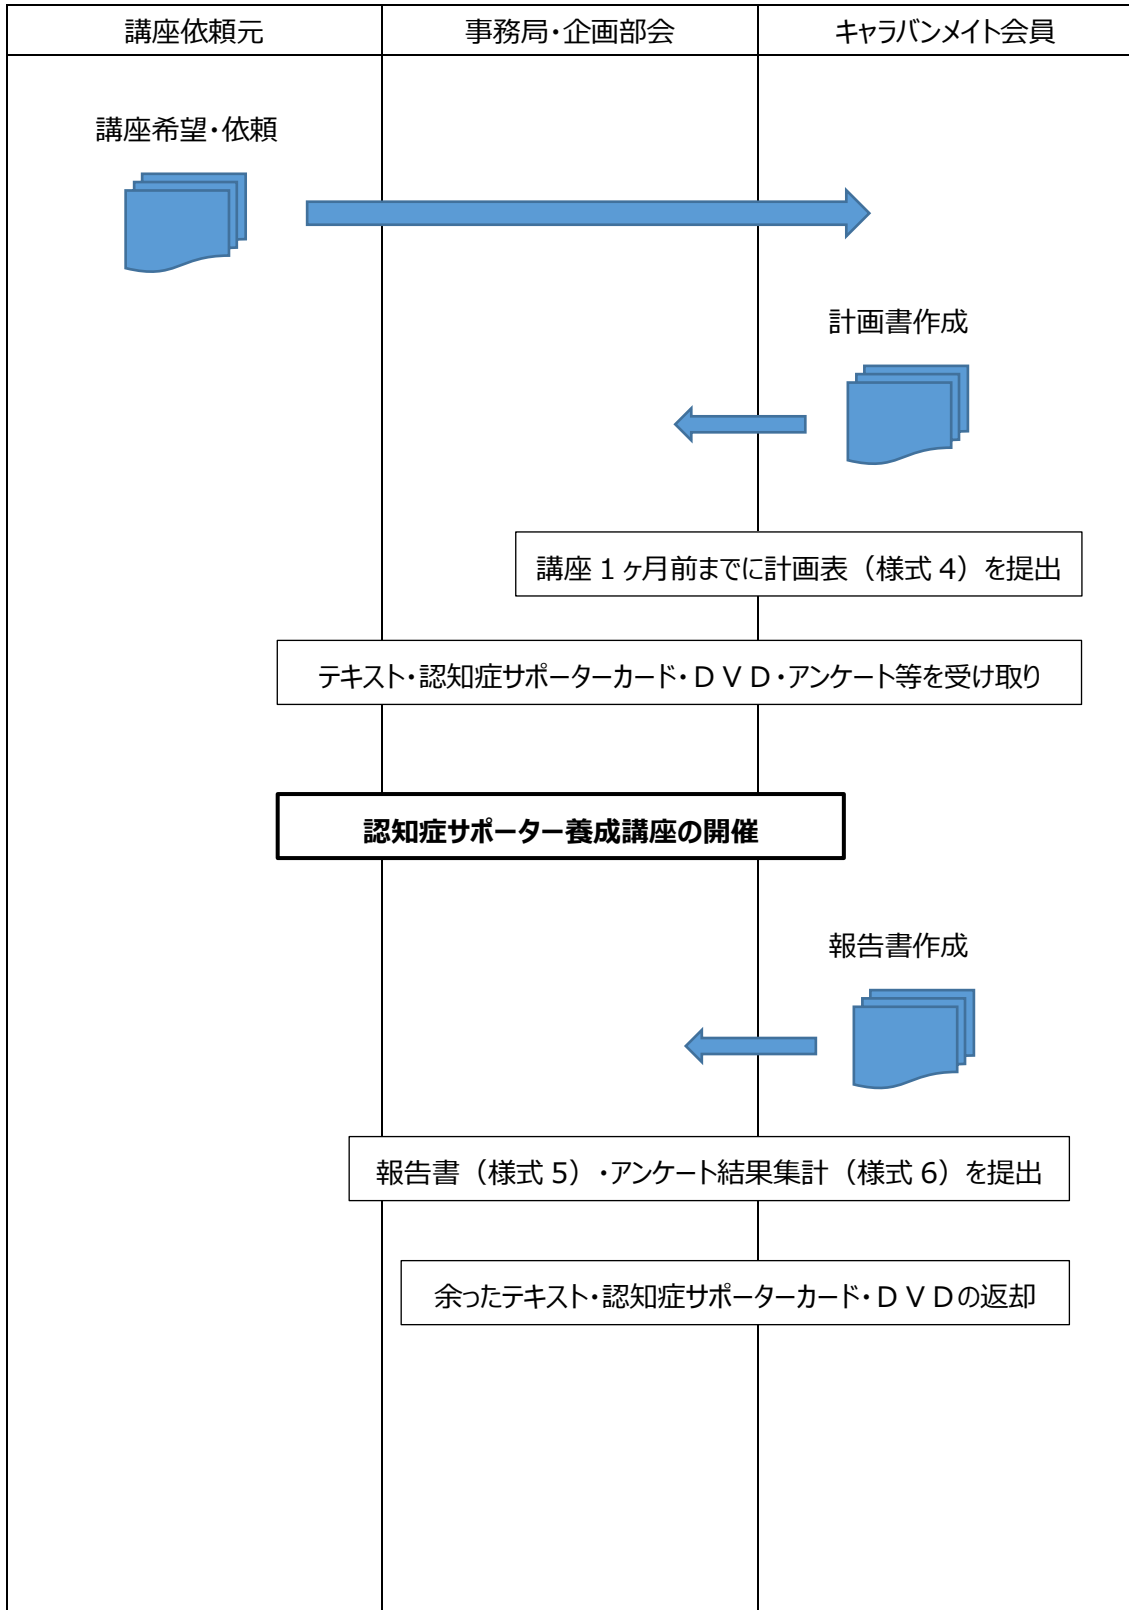 講座依頼元
事務局・企画部会
キャラバンメイト会員
講座希望・依頼
計画書作成
講座1ヶ月前までに計画表（様式4）を提出
テキスト・認知症サポーターカード・ＤＶＤ・アンケート等を受け取り
認知症サポーター養成講座の開催
報告書作成
報告書（様式5）・アンケート結果集計（様式6）を提出
余ったテキスト・認知症サポーターカード・ＤＶＤの返却